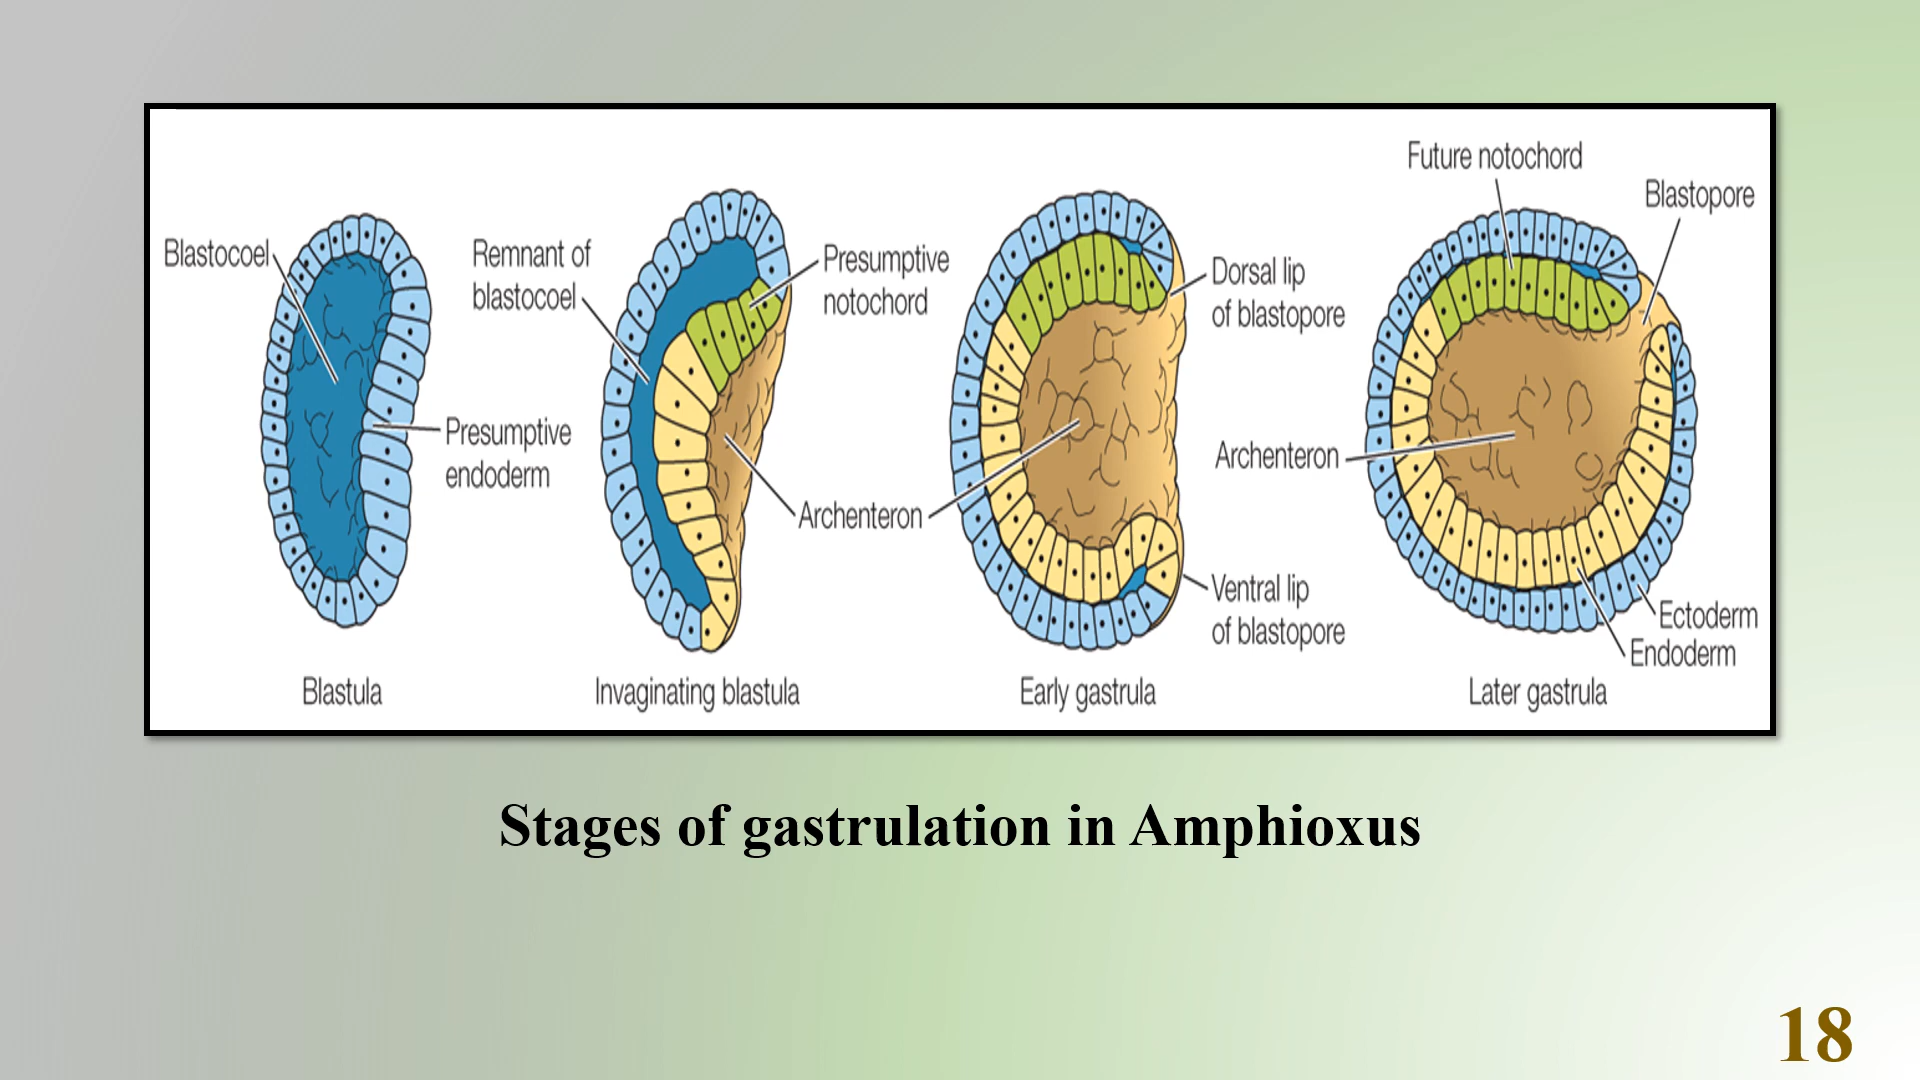 Blastocoel
Presumptive
endoderm
Blastula
Remnant of
blastocoel
Presumptive
notochord
Archenteron
Invaginating blastula
Dorsal lip
of blastopore
Ventral lip
of blastopore
Early gastrula
Future notochord
Blastopore
Archenteron
Ectoderm
Endoderm
Later gastrula
Stages of gastrulation in Amphioxus
18